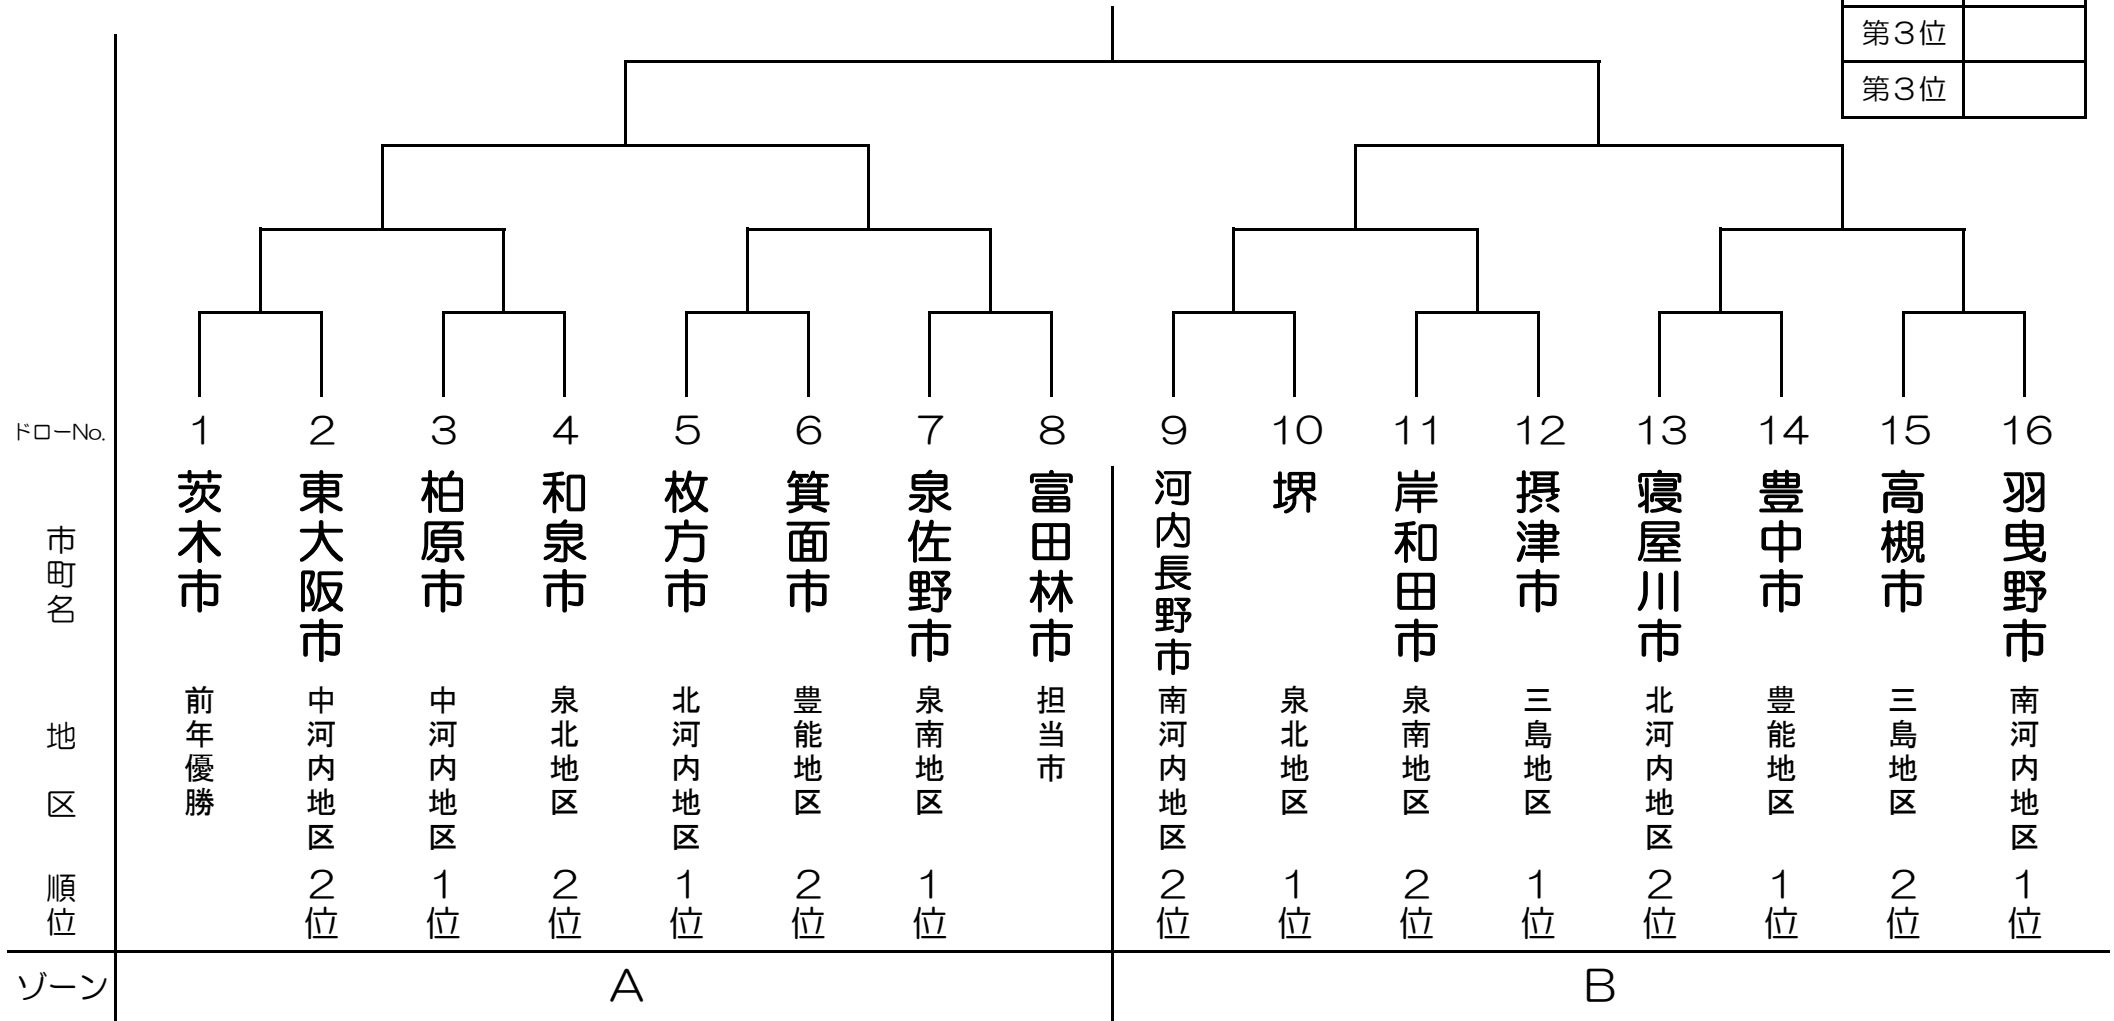 第３位
第３位
ドローNo. 1 2 3 4 5 6 7 8 9 10 11 12 13 14 15 16
市町名 茨木市 東大阪市 柏原市 和泉市 枚方市 箕面市 泉佐野市 富田林市 河内長野市 堺 岸和田市 摂津市 寝屋川市 豊中市 高槻市 羽曳野市
地区 前年優勝 中河内地区 中河内地区 泉北地区 北河内地区 豊能地区 泉南地区 担当市 南河内地区 泉北地区 泉南地区 三島地区 北河内地区 豊能地区 三島地区 南河内地区
順位 2位 1位 2位 1位 2位 1位 2位 1位 2位 1位 2位 1位 2位 1位
ゾーン A B